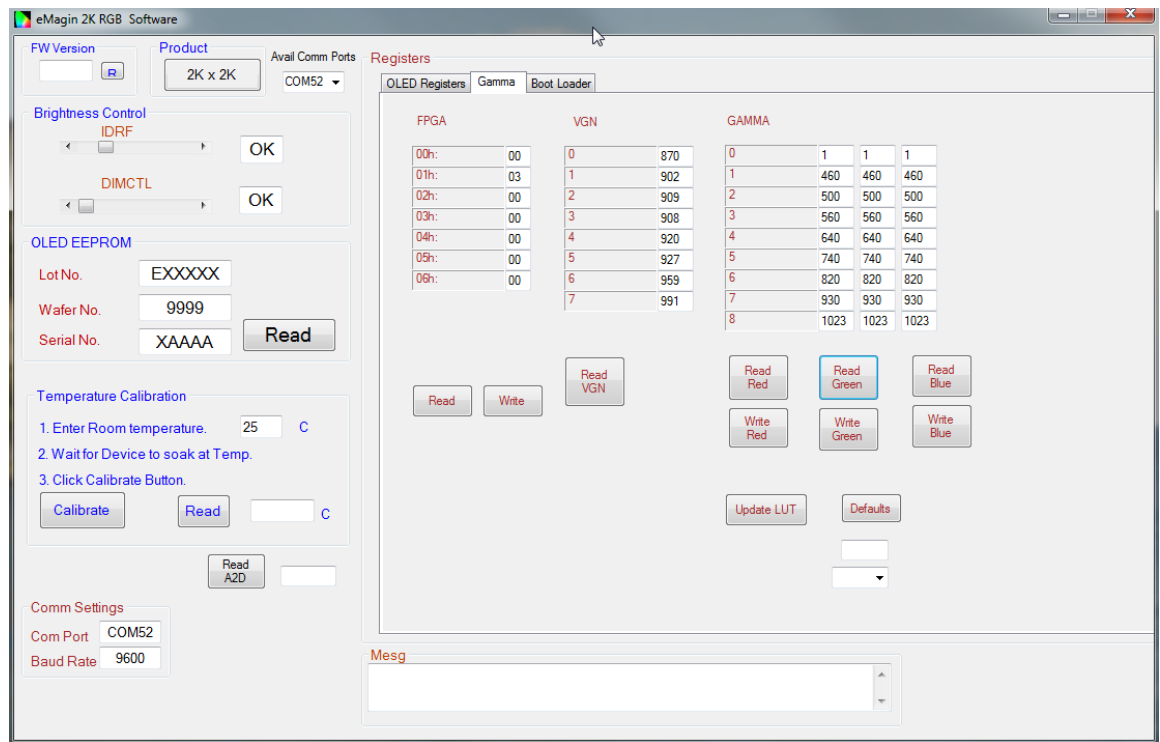 eMagin 2K RGB Software
FW Version
R
Product
2K x 2K
Avail Comm Ports
COM52
Brightness Control
IDRF
OK
DIMCTL
OK
OLED EEPROM
Lot No. EXXXXX
Wafer No. 9999
Serial No. XAAAA
Read
Temperature Calibration
1. Enter Room temperature. 25 C
2. Wait for Device to soak at Temp.
3. Click Calibrate Button.
Calibrate Read C
Read
A2D
Comm Settings
Com Port COM52
Baud Rate 9600
Registers
OLED Registers Gamma Boot Loader
FPGA
00h: 00
01h: 03
02h: 00
03h: 00
04h: 00
05h: 00
06h: 00
Read Write
VGN
0 870
1 902
2 909
3 908
4 920
5 927
6 959
7 991
Read
VGN
GAMMA
0 1 1 1
1 460 460 460
2 500 500 500
3 560 560 560
4 640 640 640
5 740 740 740
6 820 820 820
7 930 930 930
8 1023 1023 1023
Read
Red
Read
Green
Read
Blue
Write
Red
Write
Green
Write
Blue
Update LUT Defaults
Mesg